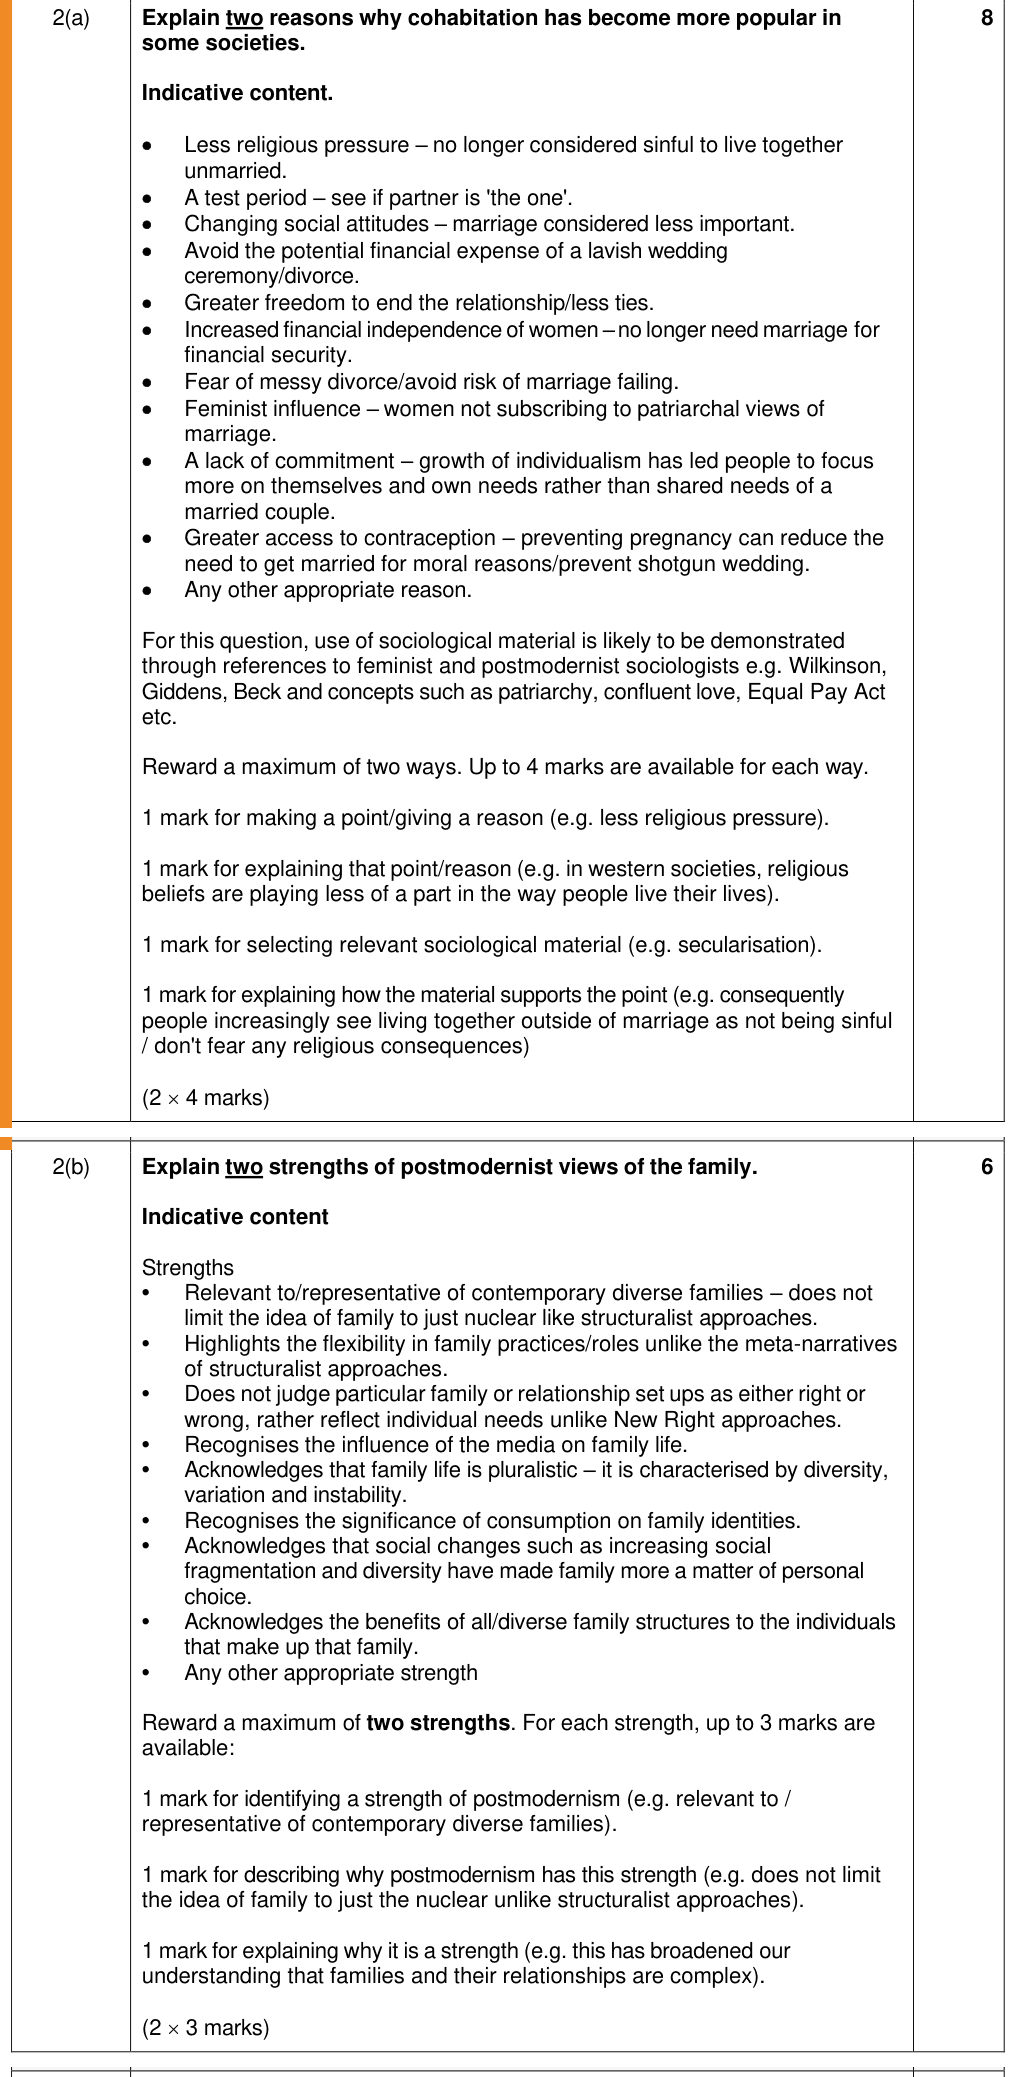 2(a)
Explain two reasons why cohabitation has become more popular in
some societies.
8
Indicative content.
• Less religious pressure – no longer considered sinful to live together
unmarried.
• A test period – see if partner is 'the one'.
• Changing social attitudes – marriage considered less important.
• Avoid the potential financial expense of a lavish wedding
ceremony/divorce.
• Greater freedom to end the relationship/less ties.
• Increased financial independence of women – no longer need marriage for
financial security.
• Fear of messy divorce/avoid risk of marriage failing.
• Feminist influence – women not subscribing to patriarchal views of
marriage.
• A lack of commitment – growth of individualism has led people to focus
more on themselves and own needs rather than shared needs of a
married couple.
• Greater access to contraception – preventing pregnancy can reduce the
need to get married for moral reasons/prevent shotgun wedding.
• Any other appropriate reason.
For this question, use of sociological material is likely to be demonstrated
through references to feminist and postmodernist sociologists e.g. Wilkinson,
Giddens, Beck and concepts such as patriarchy, confluent love, Equal Pay Act
etc.
Reward a maximum of two ways. Up to 4 marks are available for each way.
1 mark for making a point/giving a reason (e.g. less religious pressure).
1 mark for explaining that point/reason (e.g. in western societies, religious
beliefs are playing less of a part in the way people live their lives).
1 mark for selecting relevant sociological material (e.g. secularisation).
1 mark for explaining how the material supports the point (e.g. consequently
people increasingly see living together outside of marriage as not being sinful
/ don't fear any religious consequences)
(2 × 4 marks)
2(b)
Explain two strengths of postmodernist views of the family.
6
Indicative content
Strengths
• Relevant to/representative of contemporary diverse families – does not
limit the idea of family to just nuclear like structuralist approaches.
• Highlights the flexibility in family practices/roles unlike the meta-narratives
of structuralist approaches.
• Does not judge particular family or relationship set ups as either right or
wrong, rather reflect individual needs unlike New Right approaches.
• Recognises the influence of the media on family life.
• Acknowledges that family life is pluralistic – it is characterised by diversity,
variation and instability.
• Recognises the significance of consumption on family identities.
• Acknowledges that social changes such as increasing social
fragmentation and diversity have made family more a matter of personal
choice.
• Acknowledges the benefits of all/diverse family structures to the individuals
that make up that family.
• Any other appropriate strength
Reward a maximum of two strengths. For each strength, up to 3 marks are
available:
1 mark for identifying a strength of postmodernism (e.g. relevant to /
representative of contemporary diverse families).
1 mark for describing why postmodernism has this strength (e.g. does not limit
the idea of family to just the nuclear unlike structuralist approaches).
1 mark for explaining why it is a strength (e.g. this has broadened our
understanding that families and their relationships are complex).
(2 × 3 marks)